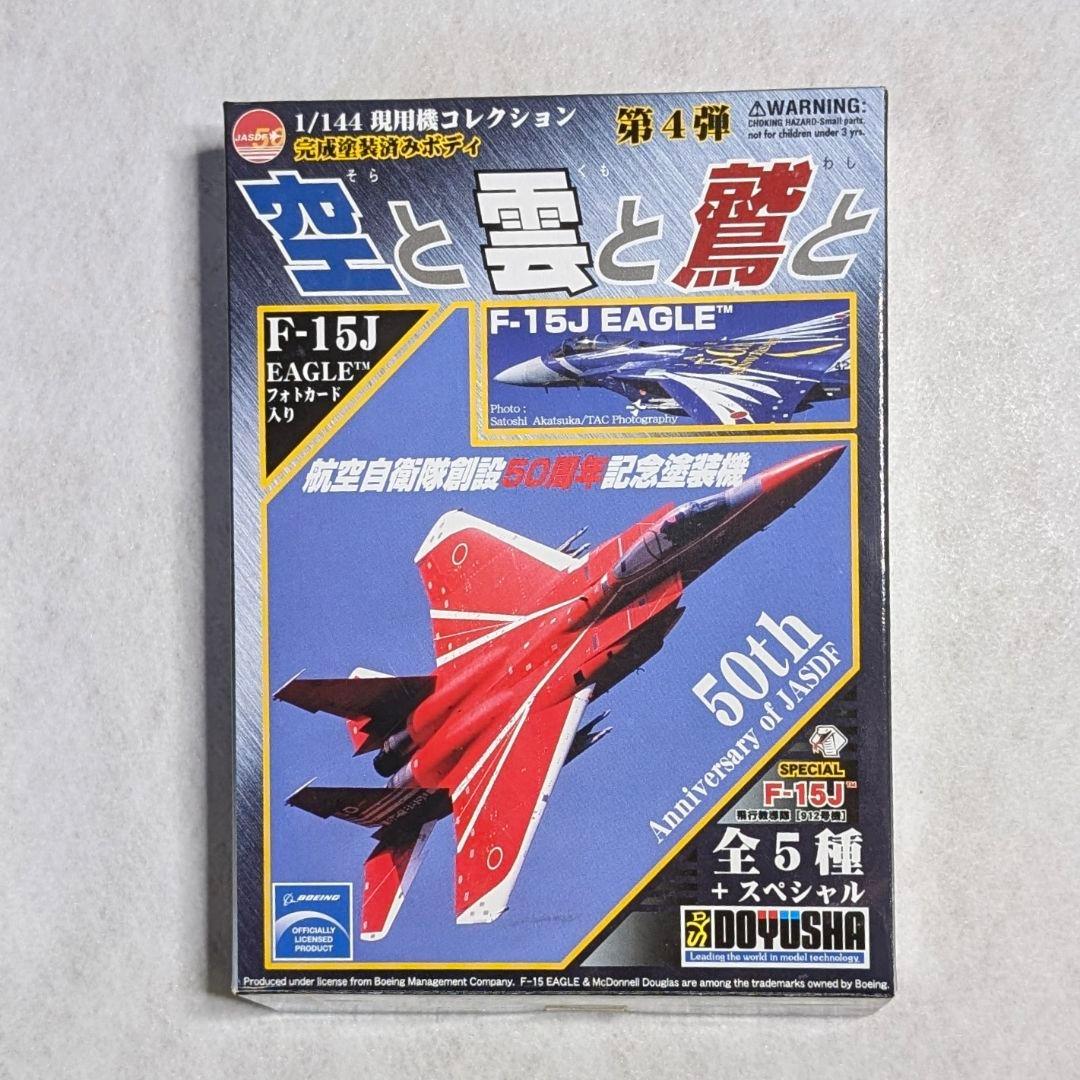 JASDF 50
1/144 現用機コレクション
完成塗装済みボディ
第4弾
⚠WARNING:
CHOKING HAZARD-Small parts.
not for children under 3 yrs.
そら くも わし
空と雲と鷲と
F-15J
EAGLE™
フォトカード
入り
F-15J EAGLE™
Photo :
Satoshi Akatsuka/TAC Photography
航空自衛隊創設50周年記念塗装機
50th
Anniversary of JASDF
SPECIAL
F-15J™
飛行教導隊 [912号機]
全5種
+ スペシャル
BOEING
OFFICIALLY
LICENSED
PRODUCT
DOYUSHA
Leading the world in model technology.
Produced under license from Boeing Management Company. F-15 EAGLE & McDonnell Douglas are among the trademarks owned by Boeing.